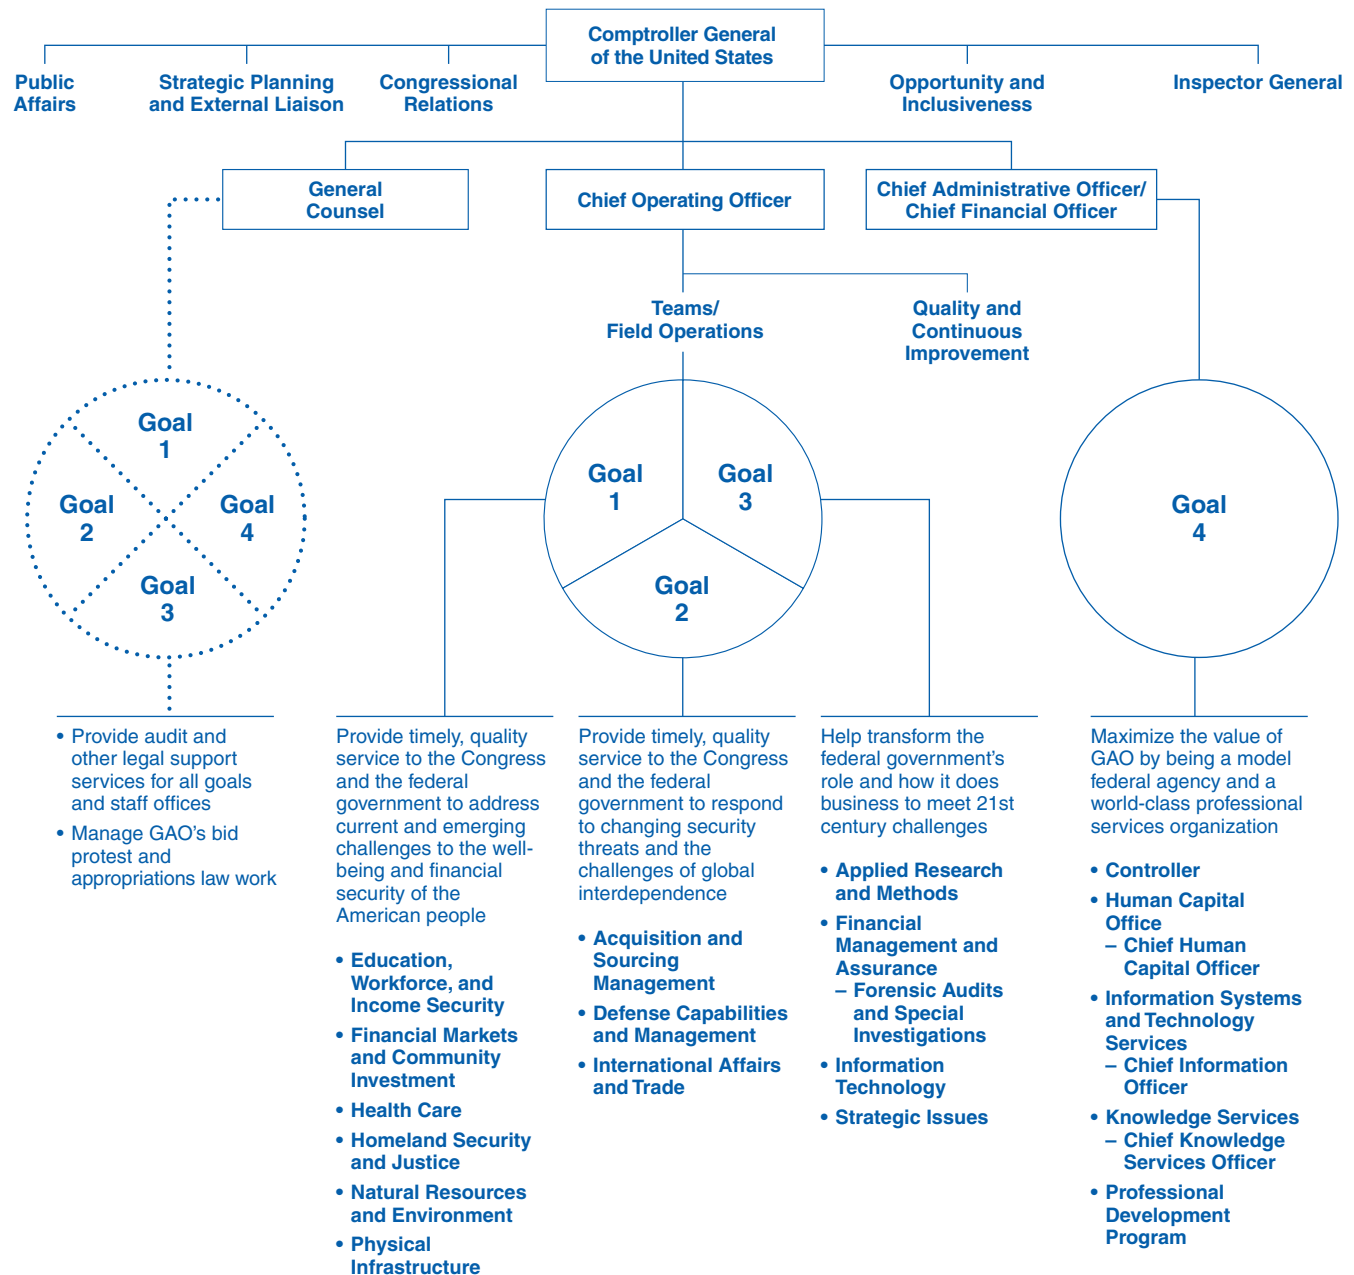 Comptroller General
of the United States
Public
Affairs
Strategic Planning
and External Liaison
Congressional
Relations
Opportunity and
Inclusiveness
Inspector General
General
Counsel
Chief Operating Officer
Chief Administrative Officer/
Chief Financial Officer
Teams/
Field Operations
Quality and
Continuous
Improvement
Goal
1
Goal
2
Goal
4
Goal
3
Goal
1
Goal
3
Goal
2
Goal
4
• Provide audit and
other legal support
services for all goals
and staff offices
• Manage GAO’s bid
protest and
appropriations law work
Provide timely, quality
service to the Congress
and the federal
government to address
current and emerging
challenges to the well-
being and financial
security of the
American people
• Education,
Workforce, and
Income Security
• Financial Markets
and Community
Investment
• Health Care
• Homeland Security
and Justice
• Natural Resources
and Environment
• Physical
Infrastructure
Provide timely, quality
service to the Congress
and the federal
government to respond
to changing security
threats and the
challenges of global
interdependence
• Acquisition and
Sourcing
Management
• Defense Capabilities
and Management
• International Affairs
and Trade
Help transform the
federal government’s
role and how it does
business to meet 21st
century challenges
• Applied Research
and Methods
• Financial
Management and
Assurance
– Forensic Audits
and Special
Investigations
• Information
Technology
• Strategic Issues
Maximize the value of
GAO by being a model
federal agency and a
world-class professional
services organization
• Controller
• Human Capital
Office
– Chief Human
Capital Officer
• Information Systems
and Technology
Services
– Chief Information
Officer
• Knowledge Services
– Chief Knowledge
Services Officer
• Professional
Development
Program